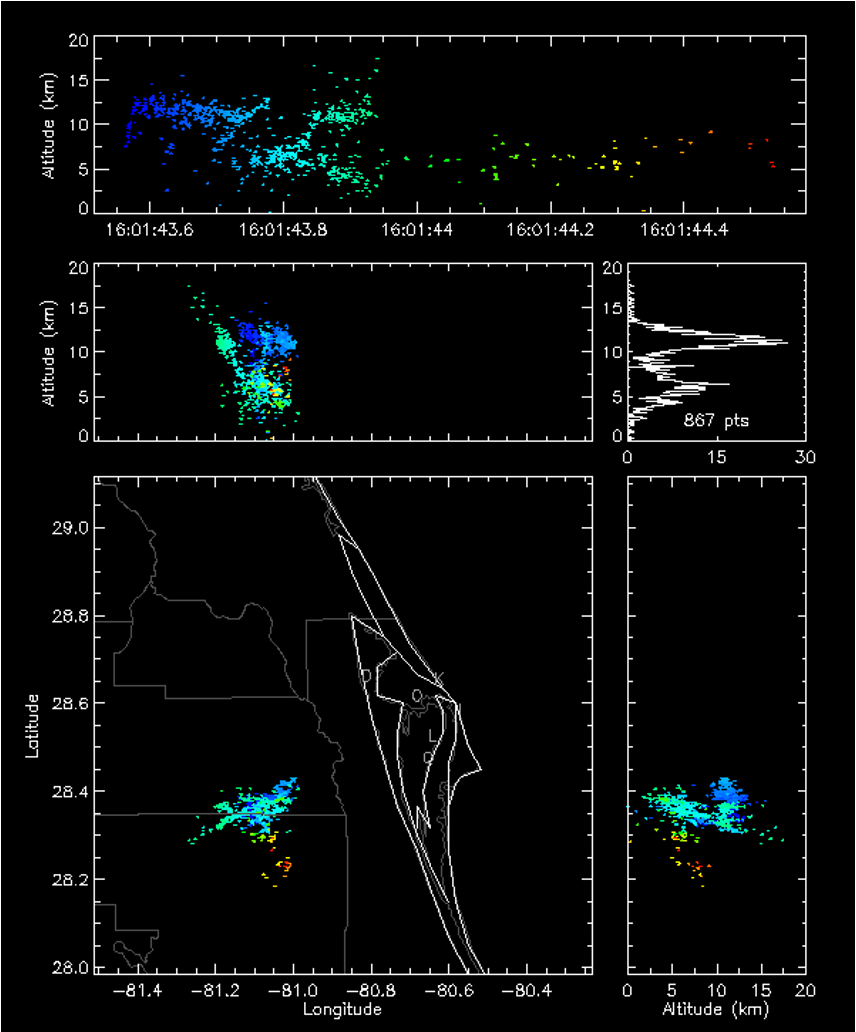 20
15
10
5
0
Altitude (km)
16:01:43.6 16:01:43.8 16:01:44 16:01:44.2 16:01:44.4
20
15
10
5
0
Altitude (km)
20
15
10
5
0
867 pts
0 15 30
29.0
28.8
28.6
28.4
28.2
28.0
Latitude
K
D
O
L
O
−81.4 −81.2 −81.0 −80.8 −80.6 −80.4
Longitude
0 5 10 15 20
Altitude (km)